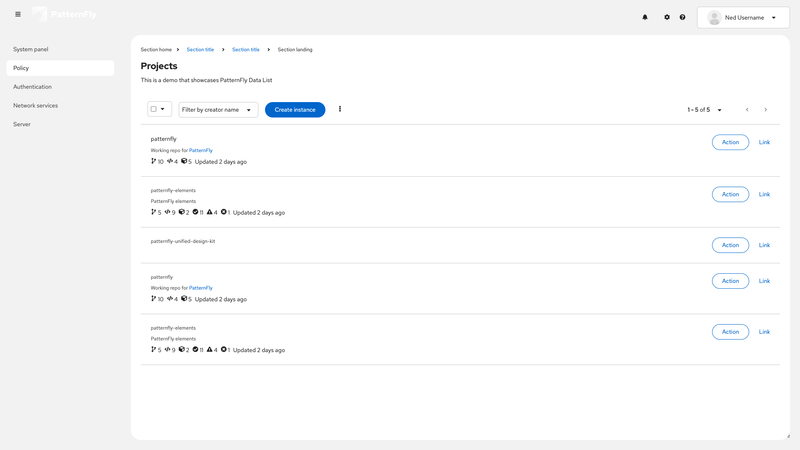 PatternFly
Ned Username
System panel
Policy
Authentication
Network services
Server
Section home
Section title
Section title
Section landing
Projects
This is a demo that showcases PatternFly Data List
Filter by creator name
Create instance
1 - 5 of 5
patternfly
Working repo for PatternFly
10 4 5 Updated 2 days ago
Action Link
patternfly-elements
PatternFly elements
5 9 2 11 4 1 Updated 2 days ago
Action Link
patternfly-unified-design-kit
Action Link
patternfly
Working repo for PatternFly
10 4 5 Updated 2 days ago
Action Link
patternfly-elements
PatternFly elements
5 9 2 11 4 1 Updated 2 days ago
Action Link